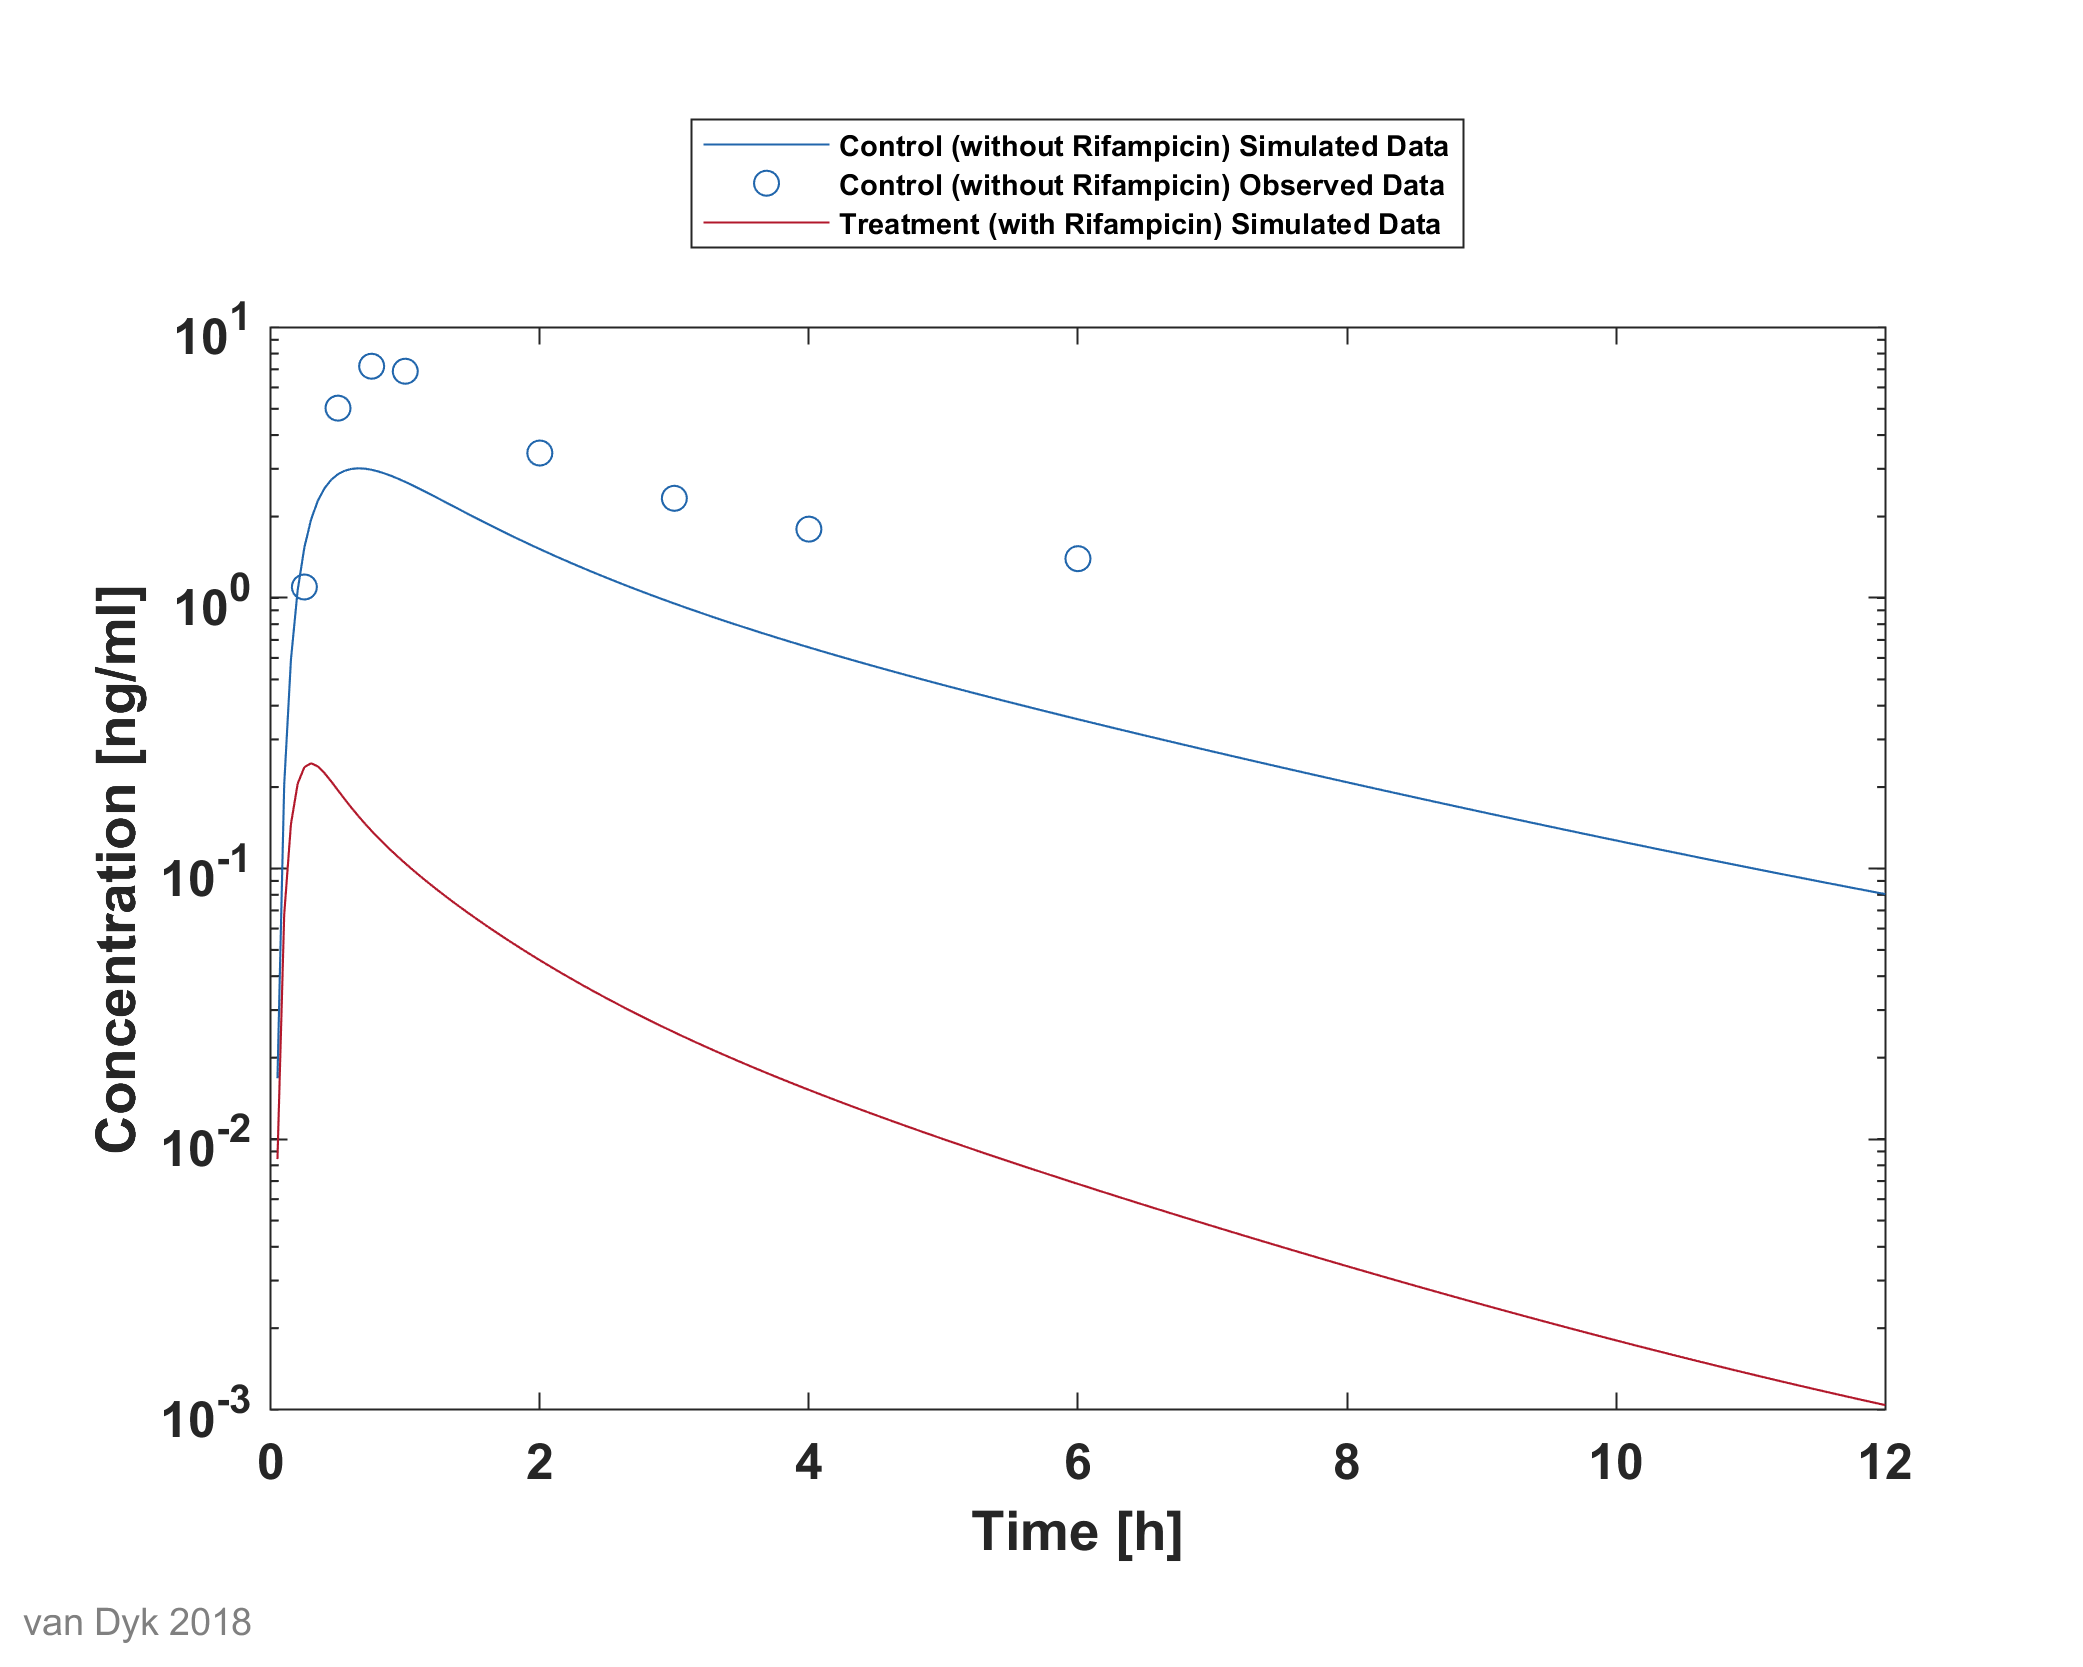 Control (without Rifampicin) Simulated Data
Control (without Rifampicin) Observed Data
Treatment (with Rifampicin) Simulated Data
10^1
10^0
10^-1
10^-2
10^-3
Concentration [ng/ml]
0 2 4 6 8 10 12
Time [h]
van Dyk 2018